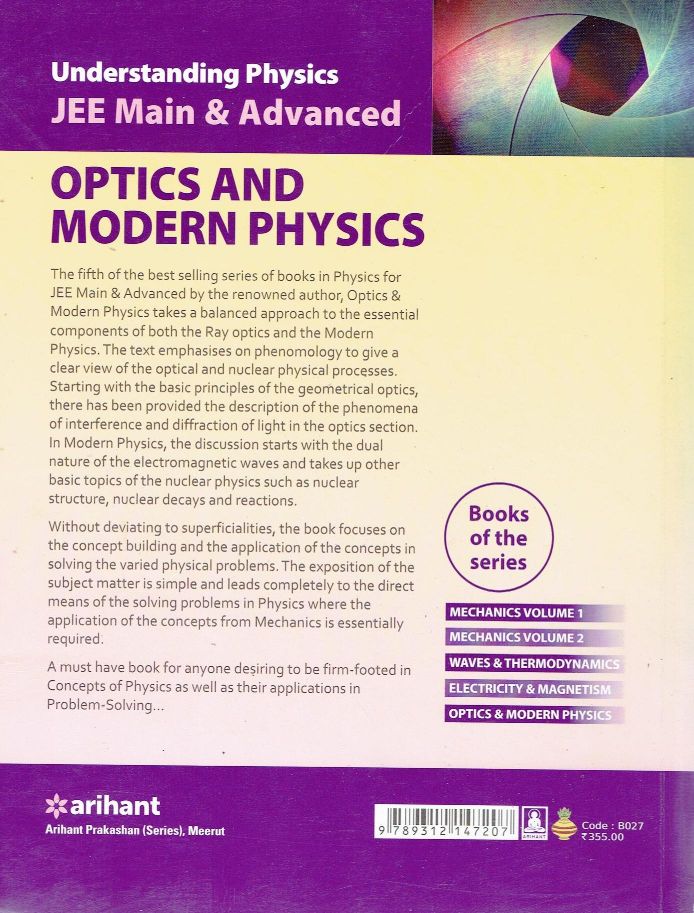 Understanding Physics
JEE Main & Advanced
OPTICS AND
MODERN PHYSICS
The fifth of the best selling series of books in Physics for
JEE Main & Advanced by the renowned author, Optics &
Modern Physics takes a balanced approach to the essential
components of both the Ray optics and the Modern
Physics. The text emphasises on phenomology to give a
clear view of the optical and nuclear physical processes.
Starting with the basic principles of the geometrical optics,
there has been provided the description of the phenomena
of interference and diffraction of light in the optics section.
In Modern Physics, the discussion starts with the dual
nature of the electromagnetic waves and takes up other
basic topics of the nuclear physics such as nuclear
structure, nuclear decays and reactions.
Without deviating to superficialities, the book focuses on
the concept building and the application of the concepts in
solving the varied physical problems. The exposition of the
subject matter is simple and leads completely to the direct
means of the solving problems in Physics where the
application of the concepts from Mechanics is essentially
required.
A must have book for anyone desiring to be firm-footed in
Concepts of Physics as well as their applications in
Problem-Solving...
Books
of the
series
MECHANICS VOLUME 1
MECHANICS VOLUME 2
WAVES & THERMODYNAMICS
ELECTRICITY & MAGNETISM
OPTICS & MODERN PHYSICS
arihant
Arihant Prakashan (Series), Meerut
9 789312 147207
ARIHANT
Code : B027
₹355.00